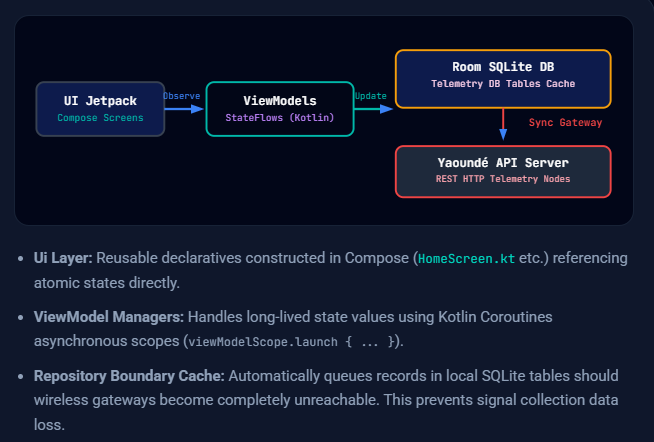 UI Jetpack
Compose Screens
Observe
ViewModels
StateFlows (Kotlin)
Update
Room SQLite DB
Telemetry DB Tables Cache
Sync Gateway
Yaoundé API Server
REST HTTP Telemetry Nodes
• Ui Layer: Reusable declaratives constructed in Compose (HomeScreen.kt etc.) referencing
atomic states directly.
• ViewModel Managers: Handles long-lived state values using Kotlin Coroutines
asynchronous scopes (viewModelScope.launch { ... }).
• Repository Boundary Cache: Automatically queues records in local SQLite tables should
wireless gateways become completely unreachable. This prevents signal collection data
loss.